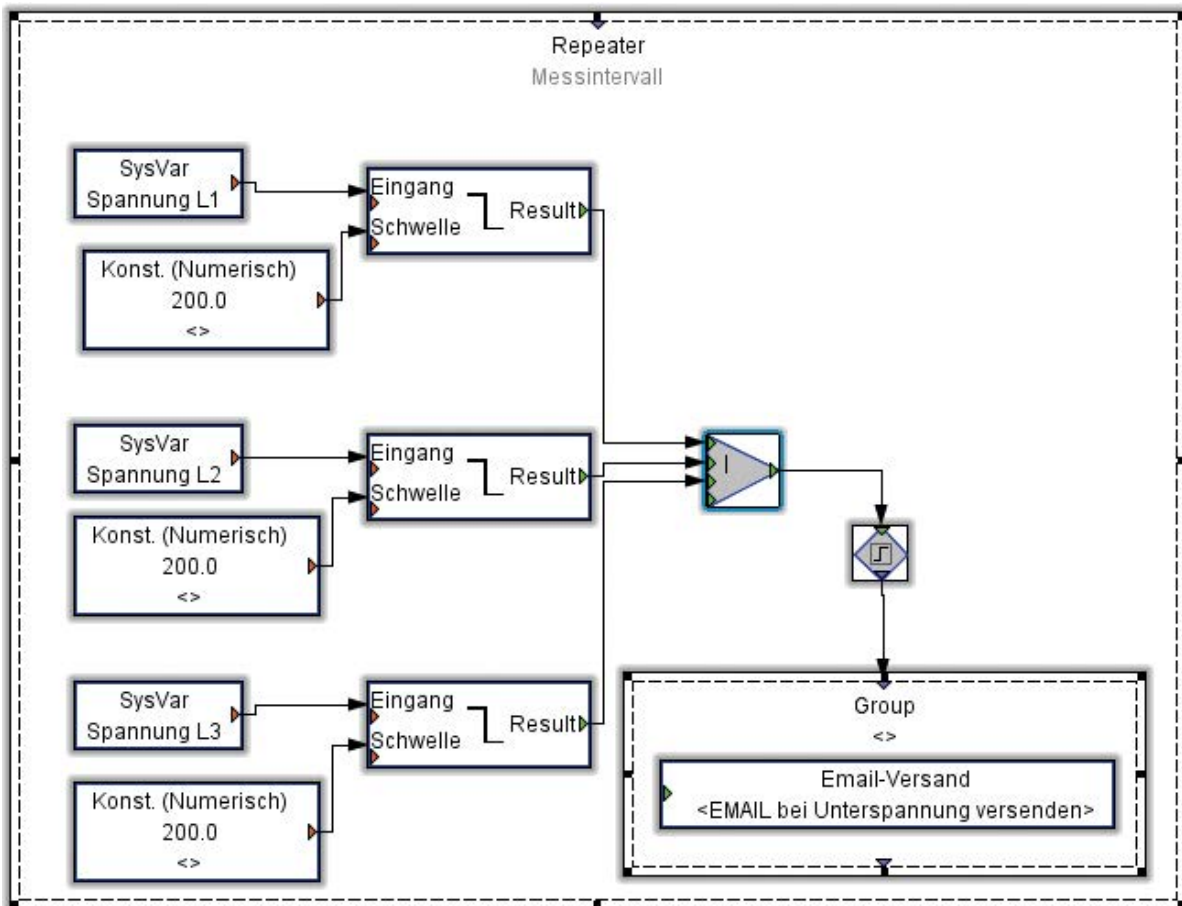 Repeater
Messintervall
SysVar
Spannung L1
Konst. (Numerisch)
200.0
<>
Eingang
Schwelle
Result
SysVar
Spannung L2
Konst. (Numerisch)
200.0
<>
Eingang
Schwelle
Result
|
SysVar
Spannung L3
Konst. (Numerisch)
200.0
<>
Eingang
Schwelle
Result
Group
<>
Email-Versand
<EMAIL bei Unterspannung versenden>